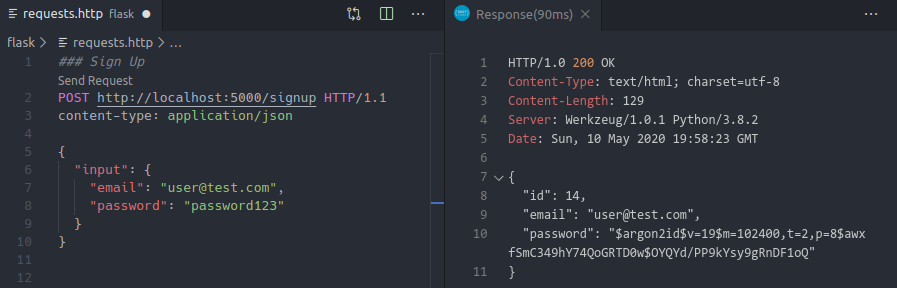 requests.http flask
flask > requests.http > ...
1 ### Sign Up
Send Request
2 POST http://localhost:5000/signup HTTP/1.1
3 content-type: application/json
4
5 {
6 "input": {
7 "email": "user@test.com",
8 "password": "password123"
9 }
10 }
11
12
Response(90ms)
1 HTTP/1.0 200 OK
2 Content-Type: text/html; charset=utf-8
3 Content-Length: 129
4 Server: Werkzeug/1.0.1 Python/3.8.2
5 Date: Sun, 10 May 2020 19:58:23 GMT
6
7 {
8 "id": 14,
9 "email": "user@test.com",
10 "password": "$argon2id$v=19$m=102400,t=2,p=8$awx
fSmC349hY74QoGRTD0w$OYQYd/PP9kYsy9gRnDF1oQ"
11 }